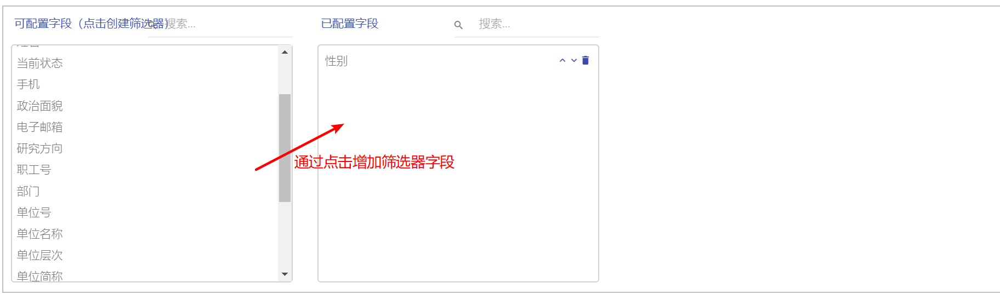 可配置字段（点击创建筛选器）
搜索...
已配置字段
搜索...
当前状态
手机
政治面貌
电子邮箱
研究方向
职工号
部门
单位号
单位名称
单位层次
单位简称
性别
通过点击增加筛选器字段